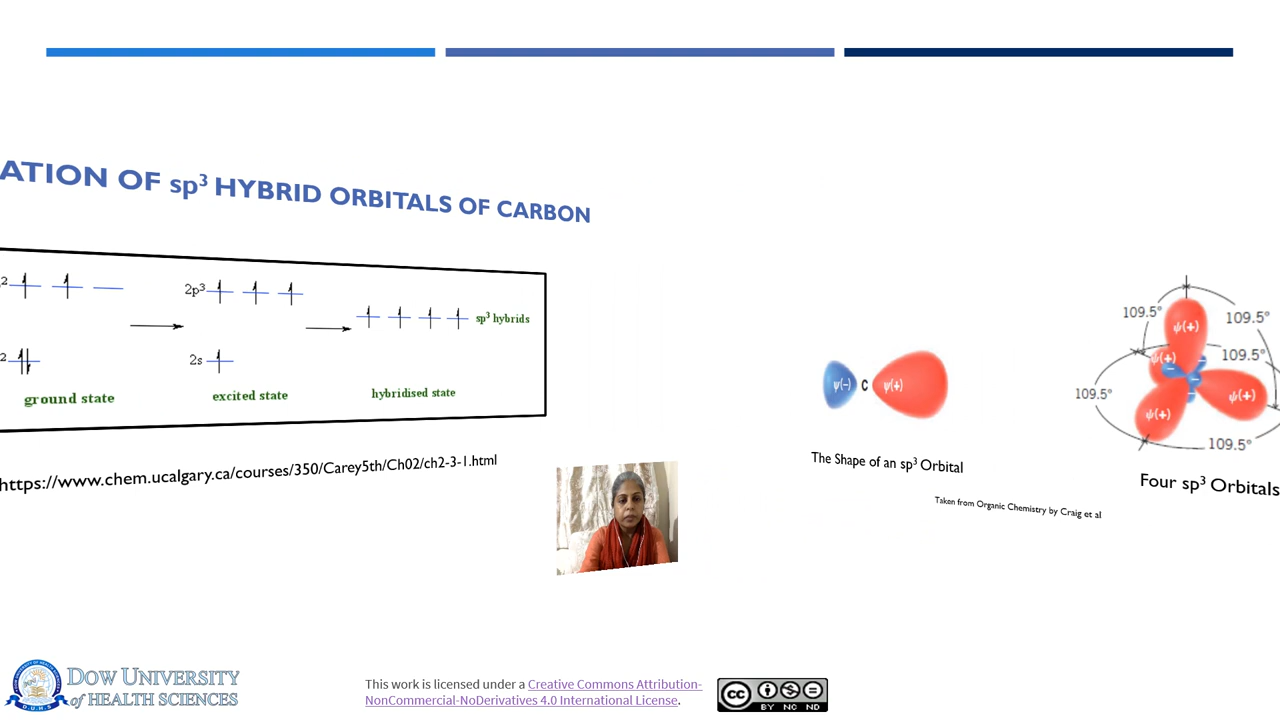 ATION OF sp³ HYBRID ORBITALS OF CARBON
2
2p³
sp³ hybrids
2
2s
ground state
excited state
hybridised state
https://www.chem.ucalgary.ca/courses/350/Carey5th/Ch02/ch2-3-1.html
ψ(–) C ψ(+)
The Shape of an sp³ Orbital
Taken from Organic Chemistry by Craig et al
109.5°
109.5°
109.5°
109.5°
109.5°
ψ(+)
ψ(+)
ψ(+)
ψ(+)
Four sp³ Orbitals
DOW UNIVERSITY
of HEALTH SCIENCES
D.U.H.S
This work is licensed under a Creative Commons Attribution-
NonCommercial-NoDerivatives 4.0 International License.
cc
BY NC ND